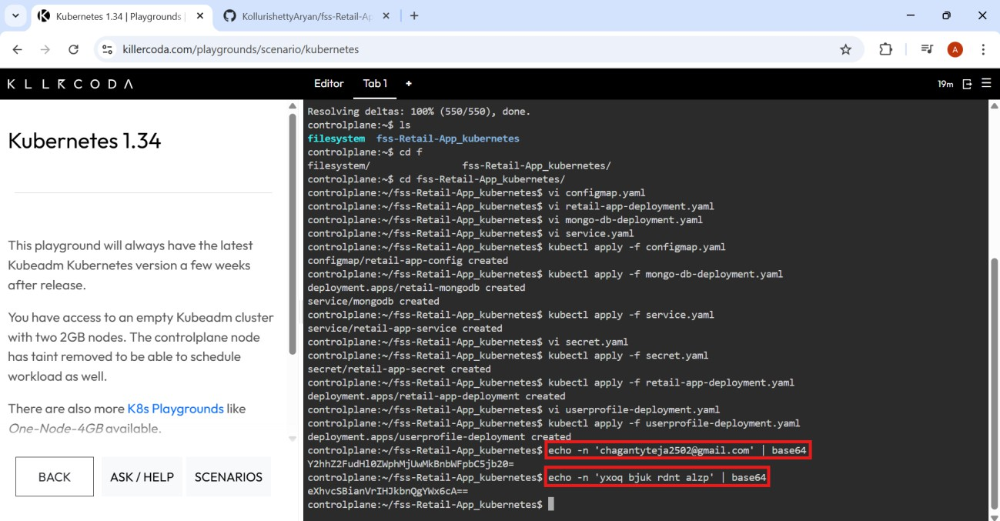 Kubernetes 1.34 | Playgrounds |
KollurishettyAryan/fss-Retail-Ap
killercoda.com/playgrounds/scenario/kubernetes
A
KLLRCODA
Editor
Tab 1
+
19m
Kubernetes 1.34
This playground will always have the latest
Kubeadm Kubernetes version a few weeks
after release.
You have access to an empty Kubeadm cluster
with two 2GB nodes. The controlplane node
has taint removed to be able to schedule
workload as well.
There are also more K8s Playgrounds like
One-Node-4GB available.
BACK
ASK / HELP
SCENARIOS
Resolving deltas: 100% (550/550), done.
controlplane:~$ ls
filesystem  fss-Retail-App_kubernetes
controlplane:~$ cd f
filesystem/                fss-Retail-App_kubernetes/
controlplane:~$ cd fss-Retail-App_kubernetes/
controlplane:~/fss-Retail-App_kubernetes$ vi configmap.yaml
controlplane:~/fss-Retail-App_kubernetes$ vi retail-app-deployment.yaml
controlplane:~/fss-Retail-App_kubernetes$ vi mongo-db-deployment.yaml
controlplane:~/fss-Retail-App_kubernetes$ vi service.yaml
controlplane:~/fss-Retail-App_kubernetes$ kubectl apply -f configmap.yaml
configmap/retail-app-config created
controlplane:~/fss-Retail-App_kubernetes$ kubectl apply -f mongo-db-deployment.yaml
deployment.apps/retail-mongodb created
service/mongodb created
controlplane:~/fss-Retail-App_kubernetes$ kubectl apply -f service.yaml
service/retail-app-service created
controlplane:~/fss-Retail-App_kubernetes$ vi secret.yaml
controlplane:~/fss-Retail-App_kubernetes$ kubectl apply -f secret.yaml
secret/retail-app-secret created
controlplane:~/fss-Retail-App_kubernetes$ kubectl apply -f retail-app-deployment.yaml
deployment.apps/retail-app-deployment created
controlplane:~/fss-Retail-App_kubernetes$ vi userprofile-deployment.yaml
controlplane:~/fss-Retail-App_kubernetes$ kubectl apply -f userprofile-deployment.yaml
deployment.apps/userprofile-deployment created
controlplane:~/fss-Retail-App_kubernetes$ echo -n 'chagantyteja2502@gmail.com' | base64
Y2hhZ2FudHl0ZWphMjUwMkBnbWFpbC5jb20=
controlplane:~/fss-Retail-App_kubernetes$ echo -n 'yxoq bjuk rdnt alzp' | base64
eXhvcSBianVrIHJkbnQgYWx6cA==
controlplane:~/fss-Retail-App_kubernetes$